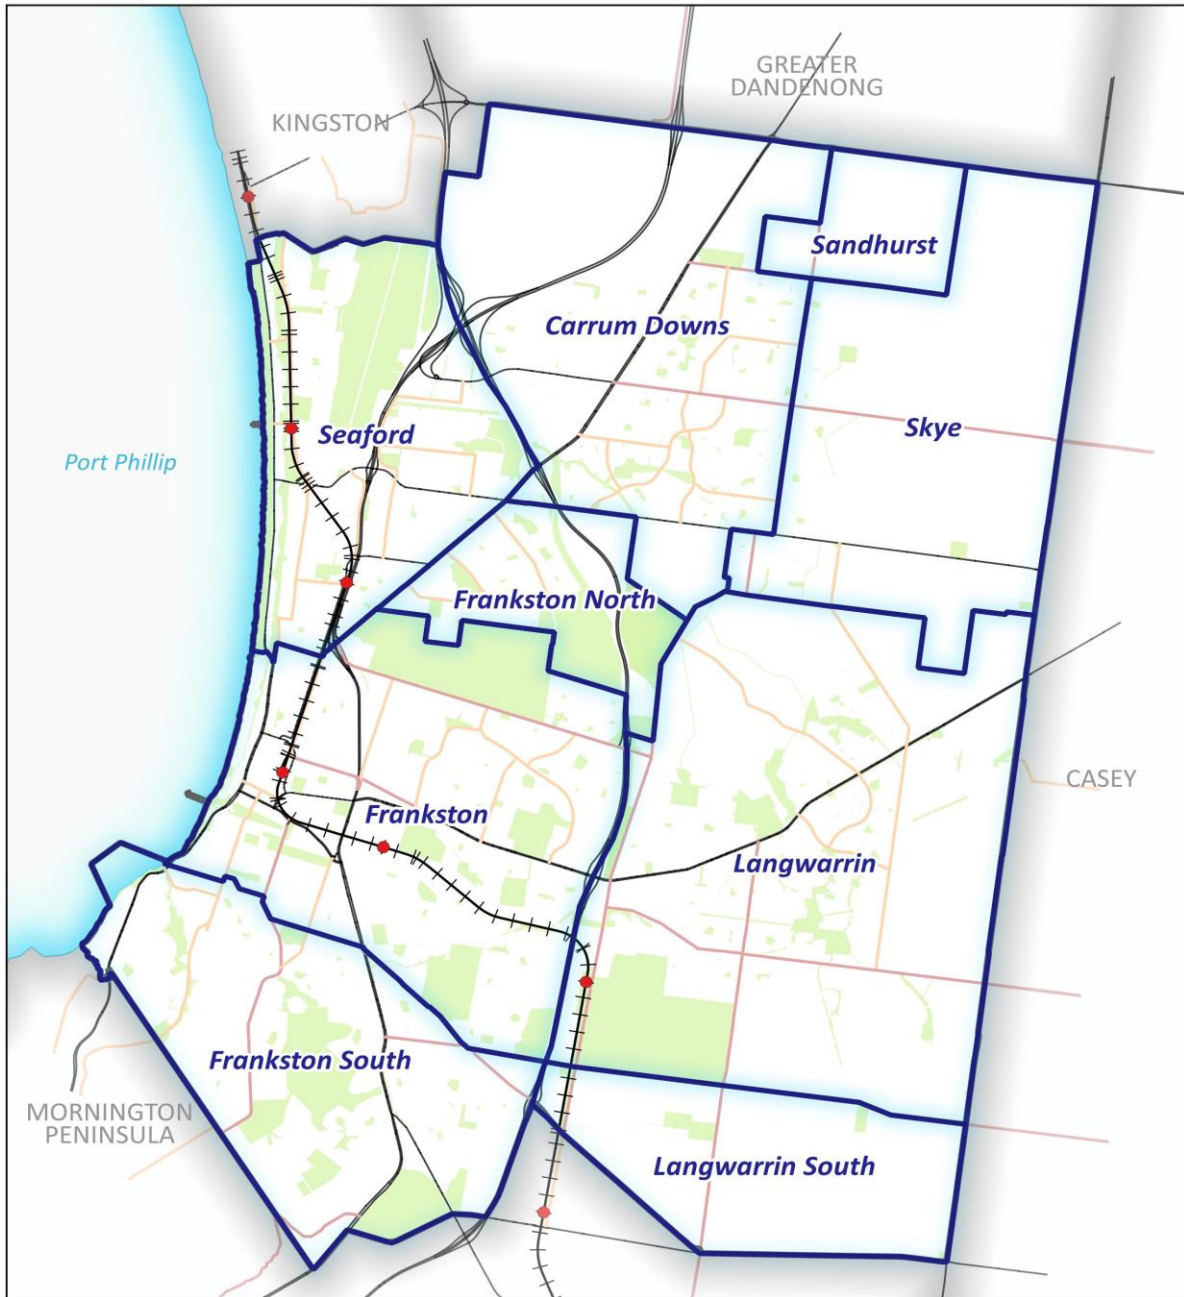 GREATER
DANDENONG
KINGSTON
Sandhurst
Carrum Downs
Skye
Seaford
Port Phillip
Frankston North
CASEY
Frankston
Langwarrin
Frankston South
MORNINGTON
PENINSULA
Langwarrin South